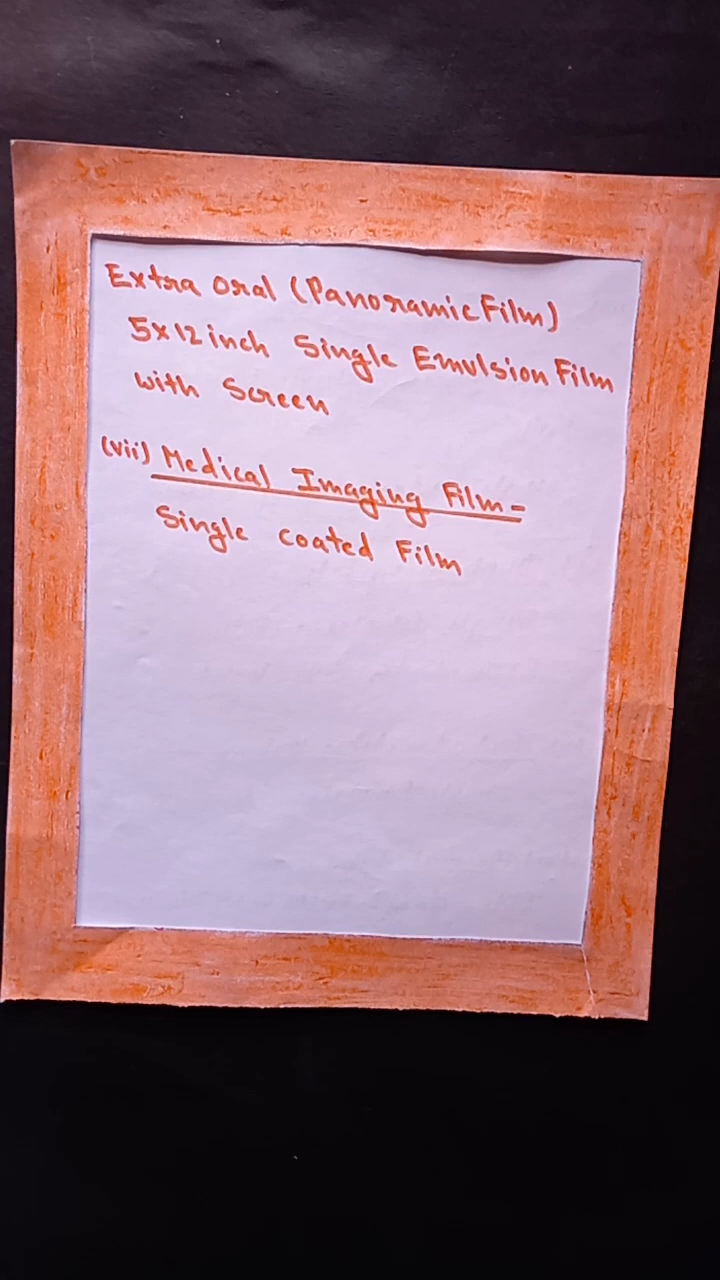 Extra oral (Panoramic Film)
5x12 inch Single Emulsion Film
with Screen
(vii) Medical Imaging Film-
Single coated Film